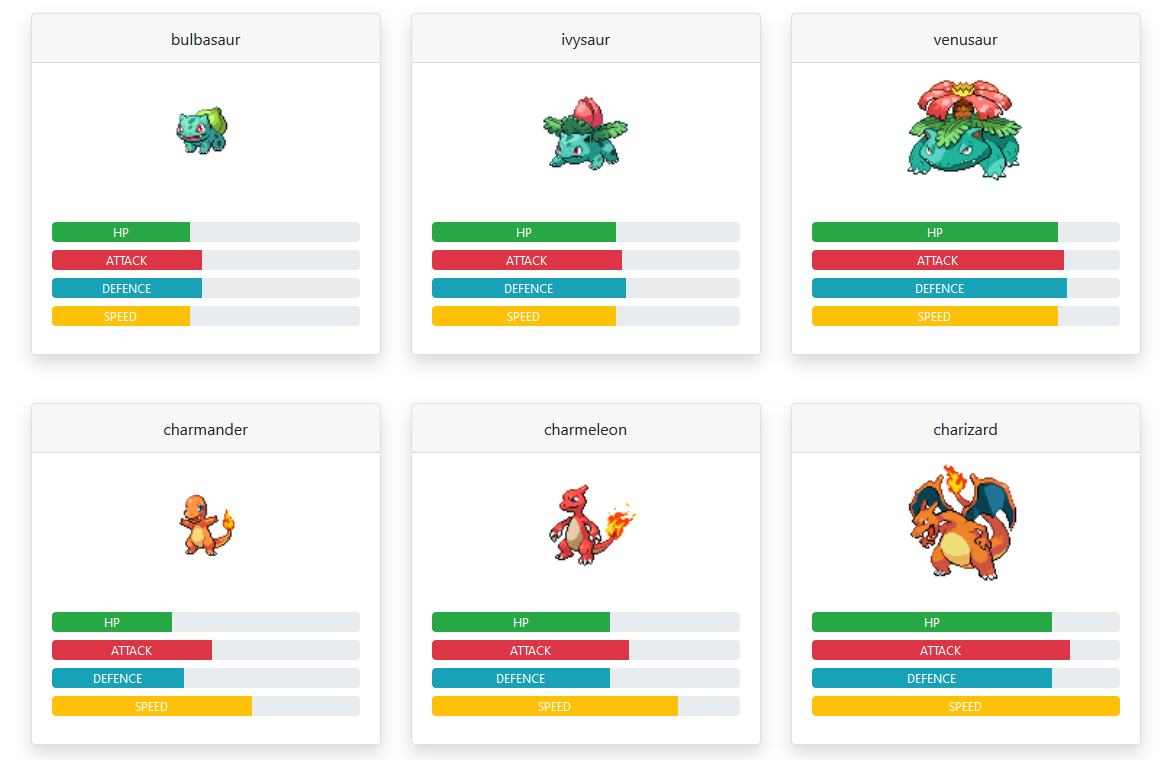 bulbasaur
HP
ATTACK
DEFENCE
SPEED
ivysaur
HP
ATTACK
DEFENCE
SPEED
venusaur
HP
ATTACK
DEFENCE
SPEED
charmander
HP
ATTACK
DEFENCE
SPEED
charmeleon
HP
ATTACK
DEFENCE
SPEED
charizard
HP
ATTACK
DEFENCE
SPEED